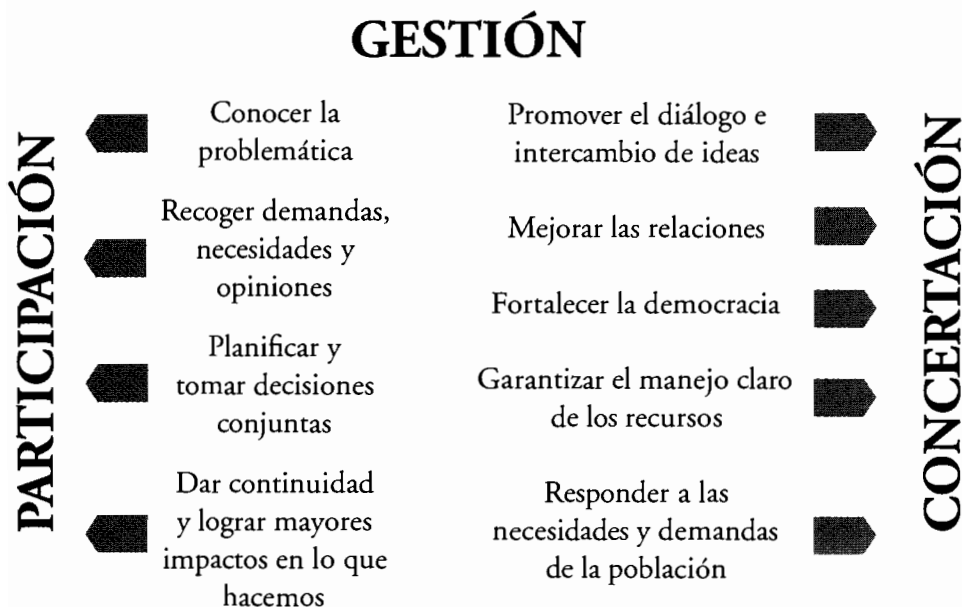 GESTIÓN
PARTICIPACIÓN
Conocer la
problemática
Recoger demandas,
necesidades y
opiniones
Planificar y
tomar decisiones
conjuntas
Dar continuidad
y lograr mayores
impactos en lo que
hacemos
Promover el diálogo e
intercambio de ideas
Mejorar las relaciones
Fortalecer la democracia
Garantizar el manejo claro
de los recursos
Responder a las
necesidades y demandas
de la población
CONCERTACIÓN